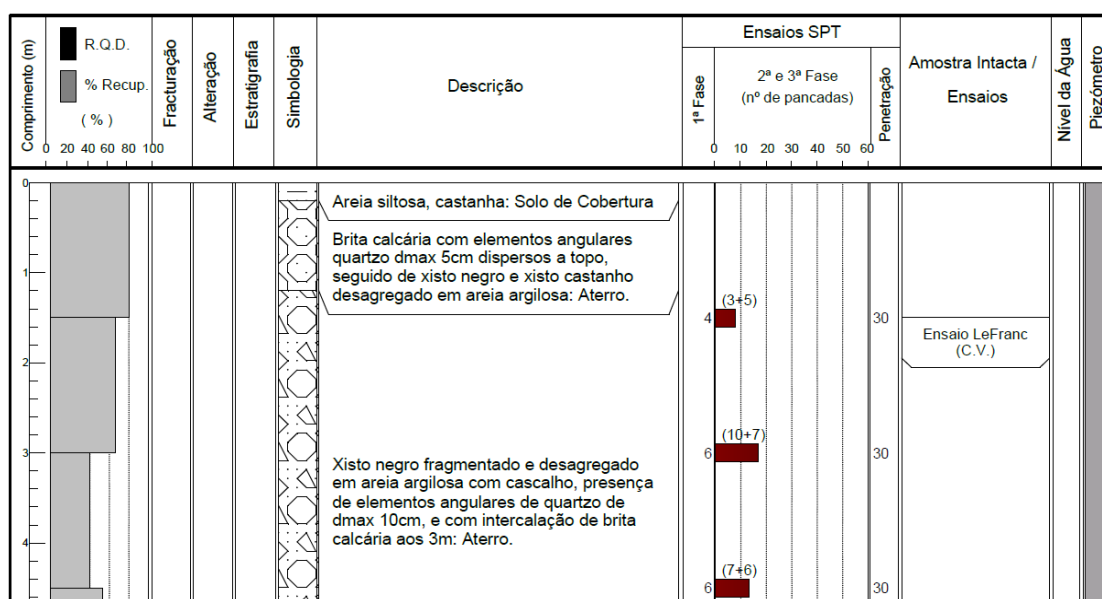 Comprimento (m)
R.Q.D.
% Recup.
( % )
0 20 40 60 80 100
Fracturação
Alteração
Estratigrafia
Simbologia
Descrição
Ensaios SPT
1ª Fase
2ª e 3ª Fase
(nº de pancadas)
0 10 20 30 40 50 60
Penetração
Amostra Intacta /
Ensaios
Nível da Água
Piezómetro
0
Areia siltosa, castanha: Solo de Cobertura
Brita calcária com elementos angulares
quartzo dmax 5cm dispersos a topo,
seguido de xisto negro e xisto castanho
desagregado em areia argilosa: Aterro.
1
(3+5)
4
30
Ensaio LeFranc
(C.V.)
2
(10+7)
3
6
30
Xisto negro fragmentado e desagregado
em areia argilosa com cascalho, presença
de elementos angulares de quartzo de
dmax 10cm, e com intercalação de brita
calcária aos 3m: Aterro.
4
(7+6)
6
30